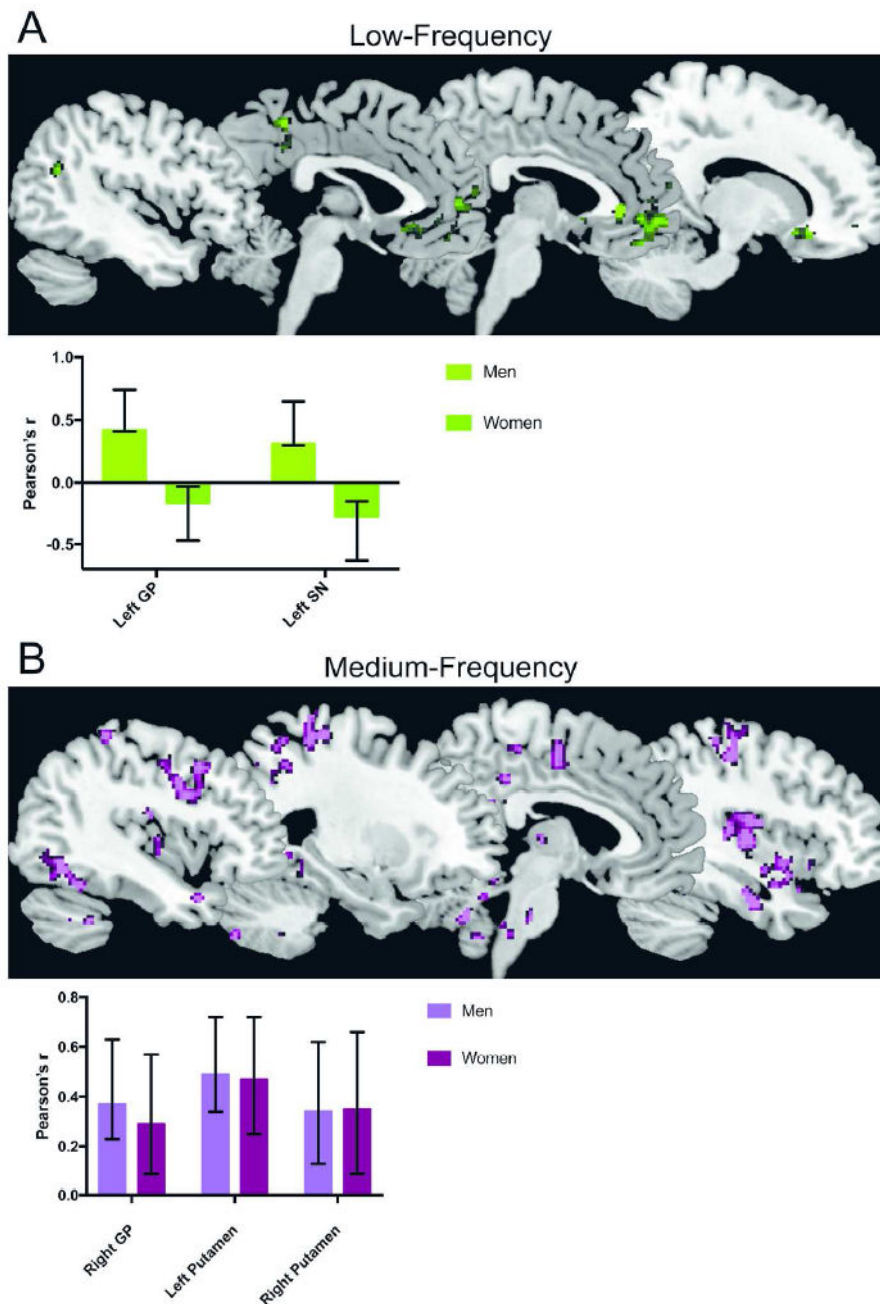 A
Low-Frequency
1.0
0.5
0.0
-0.5
Pearson's r
Left GP
Left SN
Men
Women
B
Medium-Frequency
0.8
0.6
0.4
0.2
0.0
Pearson's r
Right GP
Left Putamen
Right Putamen
Men
Women